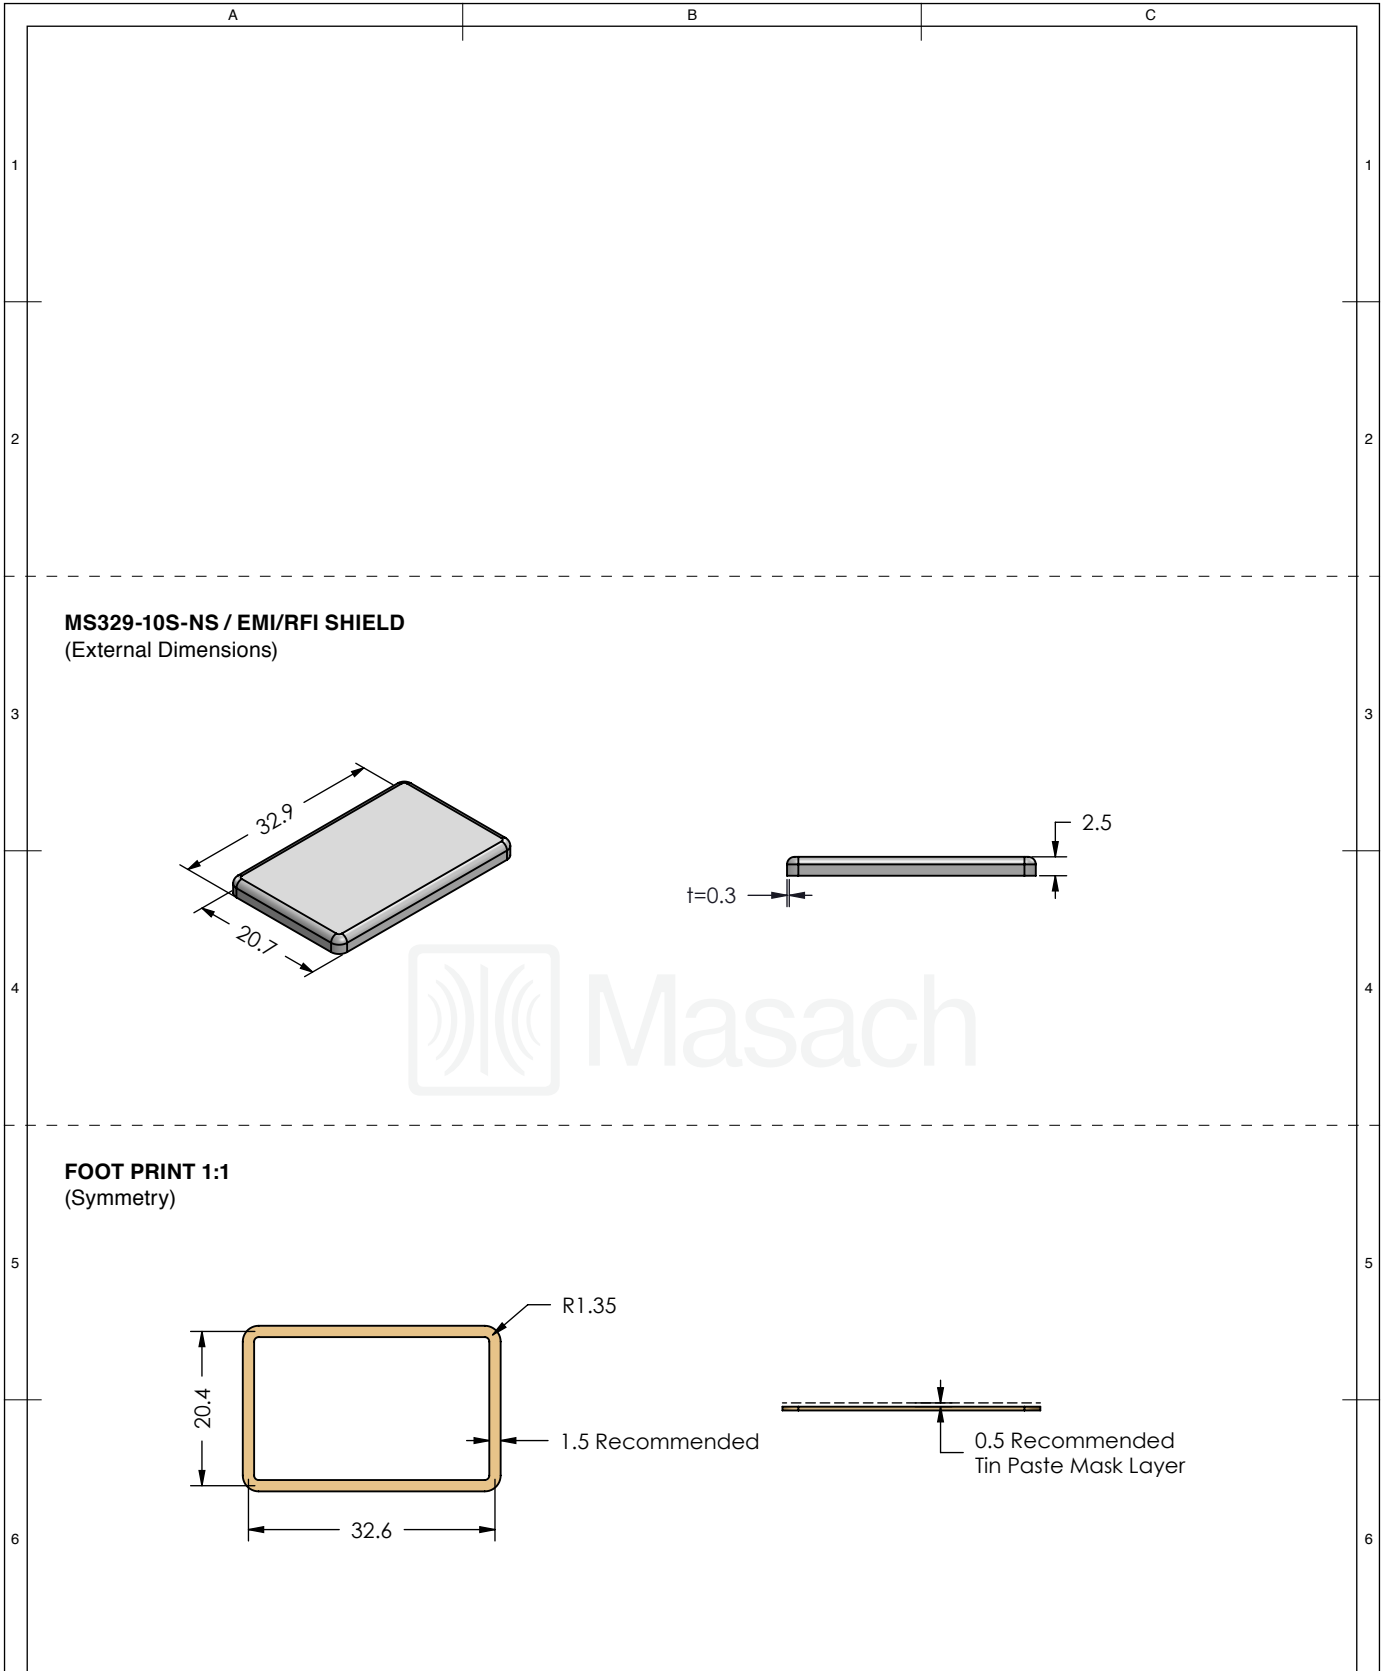 A B C
1 1
2 2
MS329-10S-NS / EMI/RFI SHIELD
(External Dimensions)
3 3
32.9
2.5
t=0.3
20.7
4 4
Masach
FOOT PRINT 1:1
(Symmetry)
5 5
R1.35
20.4
1.5 Recommended
0.5 Recommended
Tin Paste Mask Layer
32.6
6 6